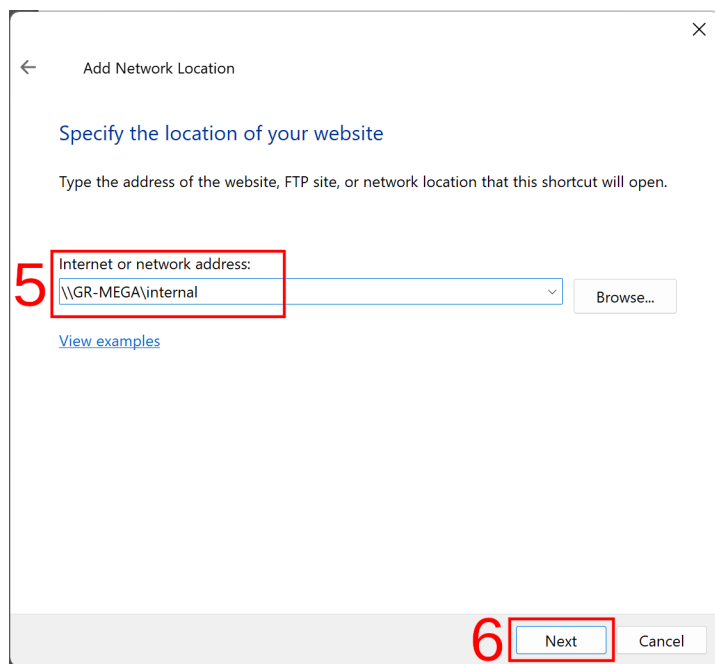 Add Network Location
Specify the location of your website
Type the address of the website, FTP site, or network location that this shortcut will open.
5
Internet or network address:
\\GR-MEGA\internal
Browse...
View examples
6
Next
Cancel